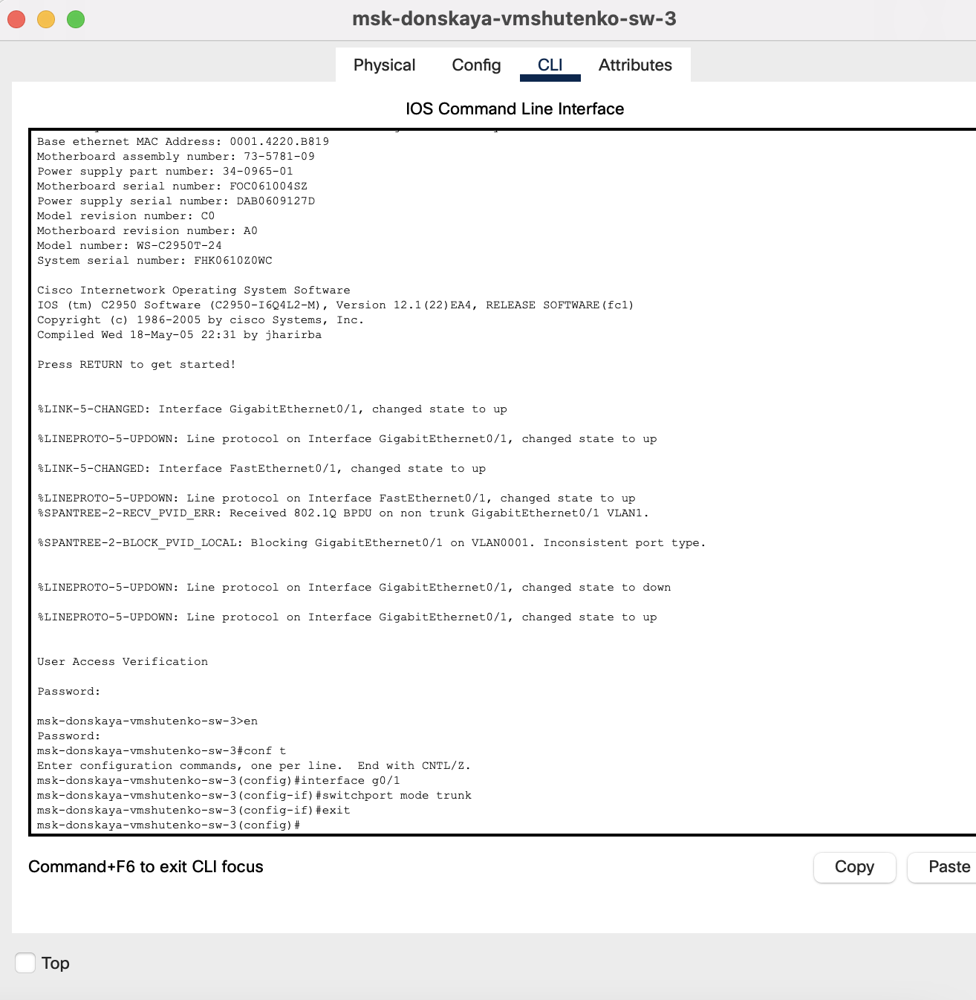 msk-donskaya-vmshutenko-sw-3
Physical Config CLI Attributes
IOS Command Line Interface
Base ethernet MAC Address: 0001.4220.B819
Motherboard assembly number: 73-5781-09
Power supply part number: 34-0965-01
Motherboard serial number: FOC061004SZ
Power supply serial number: DAB0609127D
Model revision number: C0
Motherboard revision number: A0
Model number: WS-C2950T-24
System serial number: FHK0610Z0WC
Cisco Internetwork Operating System Software
IOS (tm) C2950 Software (C2950-I6Q4L2-M), Version 12.1(22)EA4, RELEASE SOFTWARE(fc1)
Copyright (c) 1986-2005 by cisco Systems, Inc.
Compiled Wed 18-May-05 22:31 by jharirba
Press RETURN to get started!
%LINK-5-CHANGED: Interface GigabitEthernet0/1, changed state to up
%LINEPROTO-5-UPDOWN: Line protocol on Interface GigabitEthernet0/1, changed state to up
%LINK-5-CHANGED: Interface FastEthernet0/1, changed state to up
%LINEPROTO-5-UPDOWN: Line protocol on Interface FastEthernet0/1, changed state to up
%SPANTREE-2-RECV_PVID_ERR: Received 802.1Q BPDU on non trunk GigabitEthernet0/1 VLAN1.
%SPANTREE-2-BLOCK_PVID_LOCAL: Blocking GigabitEthernet0/1 on VLAN0001. Inconsistent port type.
%LINEPROTO-5-UPDOWN: Line protocol on Interface GigabitEthernet0/1, changed state to down
%LINEPROTO-5-UPDOWN: Line protocol on Interface GigabitEthernet0/1, changed state to up
User Access Verification
Password:
msk-donskaya-vmshutenko-sw-3>en
Password:
msk-donskaya-vmshutenko-sw-3#conf t
Enter configuration commands, one per line.  End with CNTL/Z.
msk-donskaya-vmshutenko-sw-3(config)#interface g0/1
msk-donskaya-vmshutenko-sw-3(config-if)#switchport mode trunk
msk-donskaya-vmshutenko-sw-3(config-if)#exit
msk-donskaya-vmshutenko-sw-3(config)#
Command+F6 to exit CLI focus
Copy Paste
Top